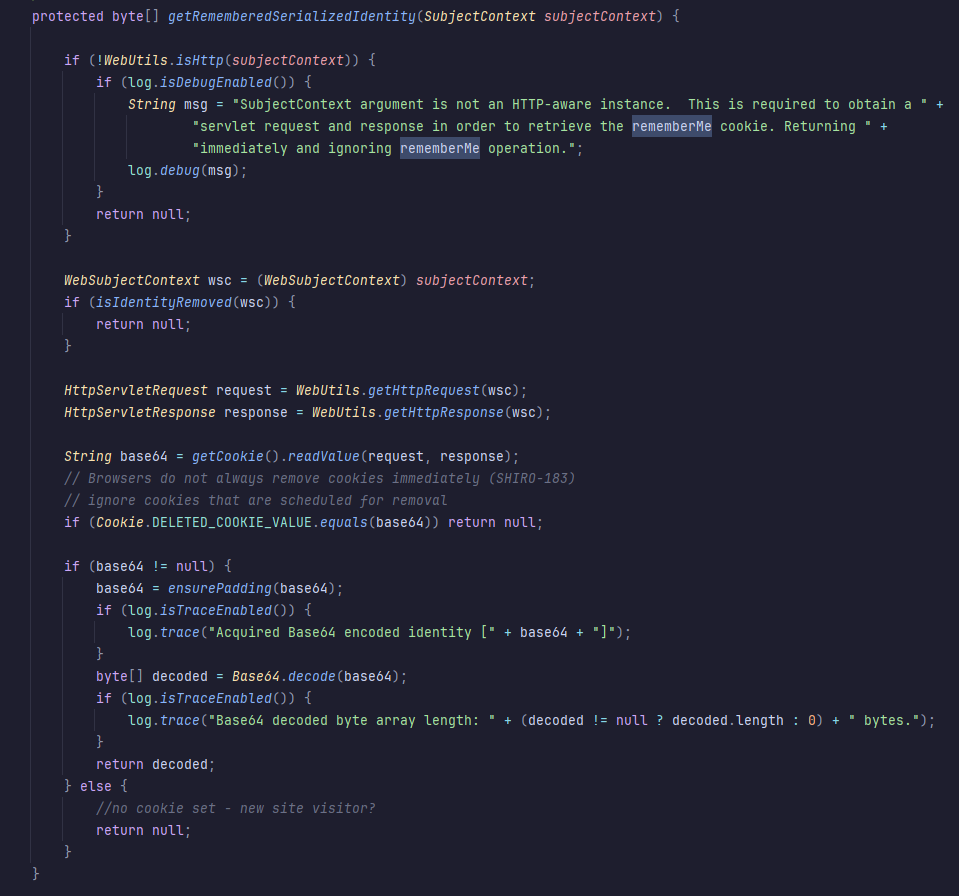 protected byte[] getRememberedSerializedIdentity(SubjectContext subjectContext) {

    if (!WebUtils.isHttp(subjectContext)) {
        if (log.isDebugEnabled()) {
            String msg = "SubjectContext argument is not an HTTP-aware instance.  This is required to obtain a " +
                    "servlet request and response in order to retrieve the rememberMe cookie. Returning " +
                    "immediately and ignoring rememberMe operation.";
            log.debug(msg);
        }
        return null;
    }

    WebSubjectContext wsc = (WebSubjectContext) subjectContext;
    if (isIdentityRemoved(wsc)) {
        return null;
    }

    HttpServletRequest request = WebUtils.getHttpRequest(wsc);
    HttpServletResponse response = WebUtils.getHttpResponse(wsc);

    String base64 = getCookie().readValue(request, response);
    // Browsers do not always remove cookies immediately (SHIRO-183)
    // ignore cookies that are scheduled for removal
    if (Cookie.DELETED_COOKIE_VALUE.equals(base64)) return null;

    if (base64 != null) {
        base64 = ensurePadding(base64);
        if (log.isTraceEnabled()) {
            log.trace("Acquired Base64 encoded identity [" + base64 + "]");
        }
        byte[] decoded = Base64.decode(base64);
        if (log.isTraceEnabled()) {
            log.trace("Base64 decoded byte array length: " + (decoded != null ? decoded.length : 0) + " bytes.");
        }
        return decoded;
    } else {
        //no cookie set - new site visitor?
        return null;
    }
}